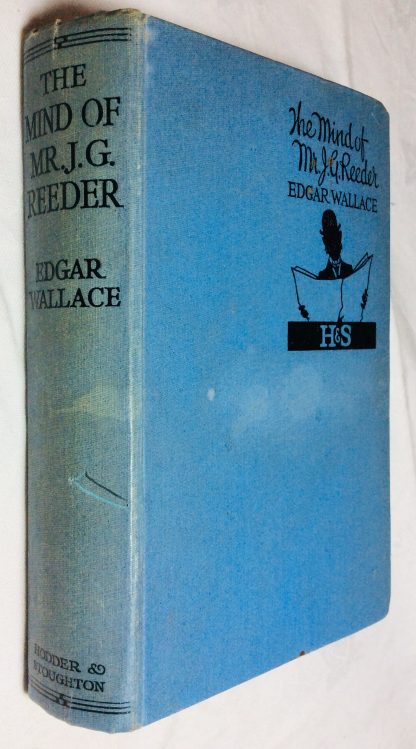 THE
MIND OF
MR. J. G.
REEDER
EDGAR
WALLACE
HODDER &
STOUGHTON
The Mind of
Mr. J. G. Reeder
EDGAR WALLACE
H&S